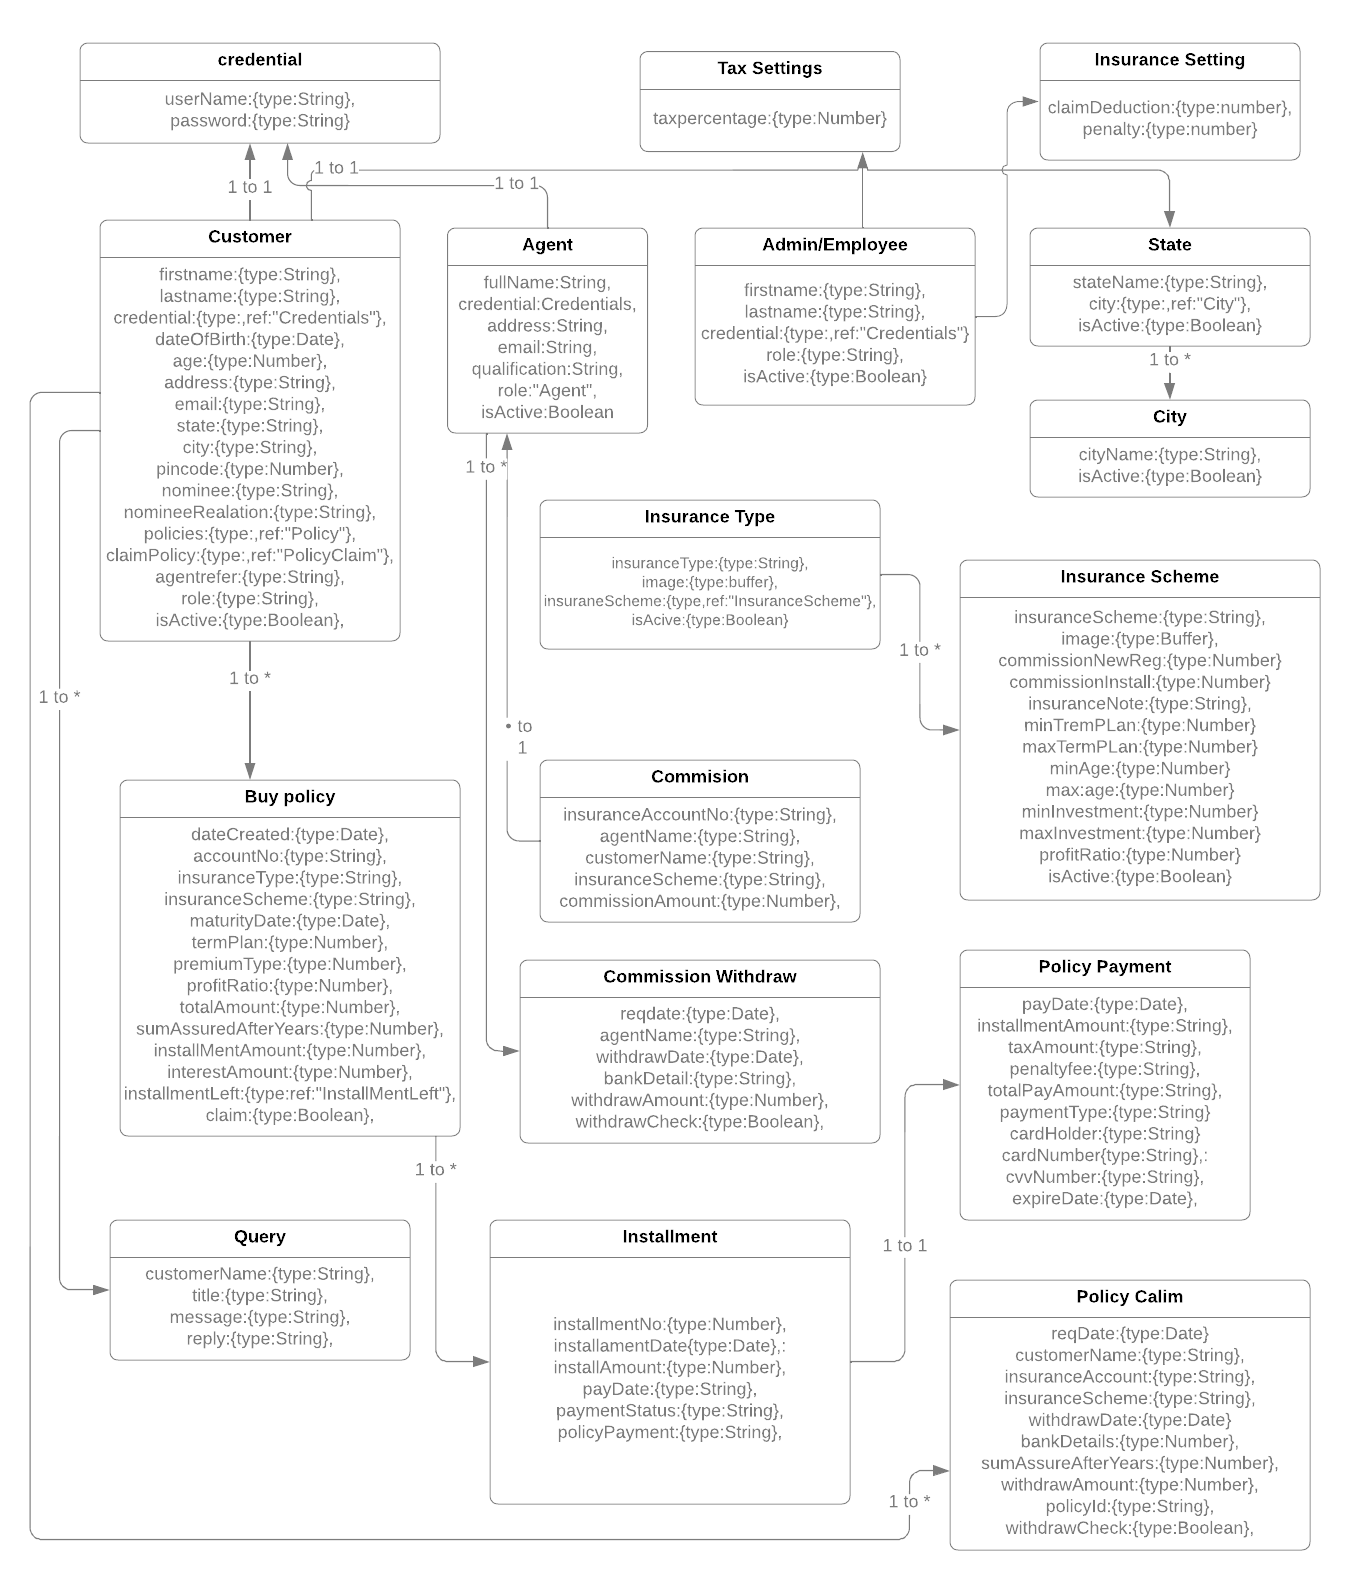 credential
userName:{type:String},
password:{type:String}
Tax Settings
taxpercentage:{type:Number}
Insurance Setting
claimDeduction:{type:number},
penalty:{type:number}
1 to 1
1 to 1
1 to 1
Customer
firstname:{type:String},
lastname:{type:String},
credential:{type:,ref:"Credentials"},
dateOfBirth:{type:Date},
age:{type:Number},
address:{type:String},
email:{type:String},
state:{type:String},
city:{type:String},
pincode:{type:Number},
nominee:{type:String},
nomineeRealation:{type:String},
policies:{type:,ref:"Policy"},
claimPolicy:{type:,ref:"PolicyClaim"},
agentrefer:{type:String},
role:{type:String},
isActive:{type:Boolean},
Agent
fullName:String,
credential:Credentials,
address:String,
email:String,
qualification:String,
role:"Agent",
isActive:Boolean
Admin/Employee
firstname:{type:String},
lastname:{type:String},
credential:{type:,ref:"Credentials"}
role:{type:String},
isActive:{type:Boolean}
State
stateName:{type:String},
city:{type:,ref:"City"},
isActive:{type:Boolean}
1 to *
City
cityName:{type:String},
isActive:{type:Boolean}
1 to *
Insurance Type
insuranceType:{type:String},
image:{type:buffer},
insuraneScheme:{type,ref:"InsuranceScheme"},
isAcive:{type:Boolean}
1 to *
Insurance Scheme
insuranceScheme:{type:String},
image:{type:Buffer},
commissionNewReg:{type:Number}
commissionInstall:{type:Number}
insuranceNote:{type:String},
minTremPLan:{type:Number}
maxTermPLan:{type:Number}
minAge:{type:Number}
max:age:{type:Number}
minInvestment:{type:Number}
maxInvestment:{type:Number}
profitRatio:{type:Number}
isActive:{type:Boolean}
1 to *
1 to *
• to
1
Buy policy
dateCreated:{type:Date},
accountNo:{type:String},
insuranceType:{type:String},
insuranceScheme:{type:String},
maturityDate:{type:Date},
termPlan:{type:Number},
premiumType:{type:Number},
profitRatio:{type:Number},
totalAmount:{type:Number},
sumAssuredAfterYears:{type:Number},
installMentAmount:{type:Number},
interestAmount:{type:Number},
installmentLeft:{type:ref:"InstallMentLeft"},
claim:{type:Boolean},
Commision
insuranceAccountNo:{type:String},
agentName:{type:String},
customerName:{type:String},
insuranceScheme:{type:String},
commissionAmount:{type:Number},
Commission Withdraw
reqdate:{type:Date},
agentName:{type:String},
withdrawDate:{type:Date},
bankDetail:{type:String},
withdrawAmount:{type:Number},
withdrawCheck:{type:Boolean},
Policy Payment
payDate:{type:Date},
installmentAmount:{type:String},
taxAmount:{type:String},
penaltyfee:{type:String},
totalPayAmount:{type:String},
paymentType:{type:String}
cardHolder:{type:String}
cardNumber{type:String},:
cvvNumber:{type:String},
expireDate:{type:Date},
1 to *
Query
customerName:{type:String},
title:{type:String},
message:{type:String},
reply:{type:String},
Installment
installmentNo:{type:Number},
installamentDate{type:Date},:
installAmount{type:Number},
payDate:{type:String},
paymentStatus:{type:String},
policyPayment:{type:String},
1 to 1
Policy Calim
reqDate:{type:Date}
customerName:{type:String},
insuranceAccount:{type:String},
insuranceScheme:{type:String},
withdrawDate:{type:Date}
bankDetails:{type:Number},
sumAssureAfterYears:{type:Number},
withdrawAmount:{type:Number},
policyId:{type:String},
withdrawCheck:{type:Boolean},
1 to *